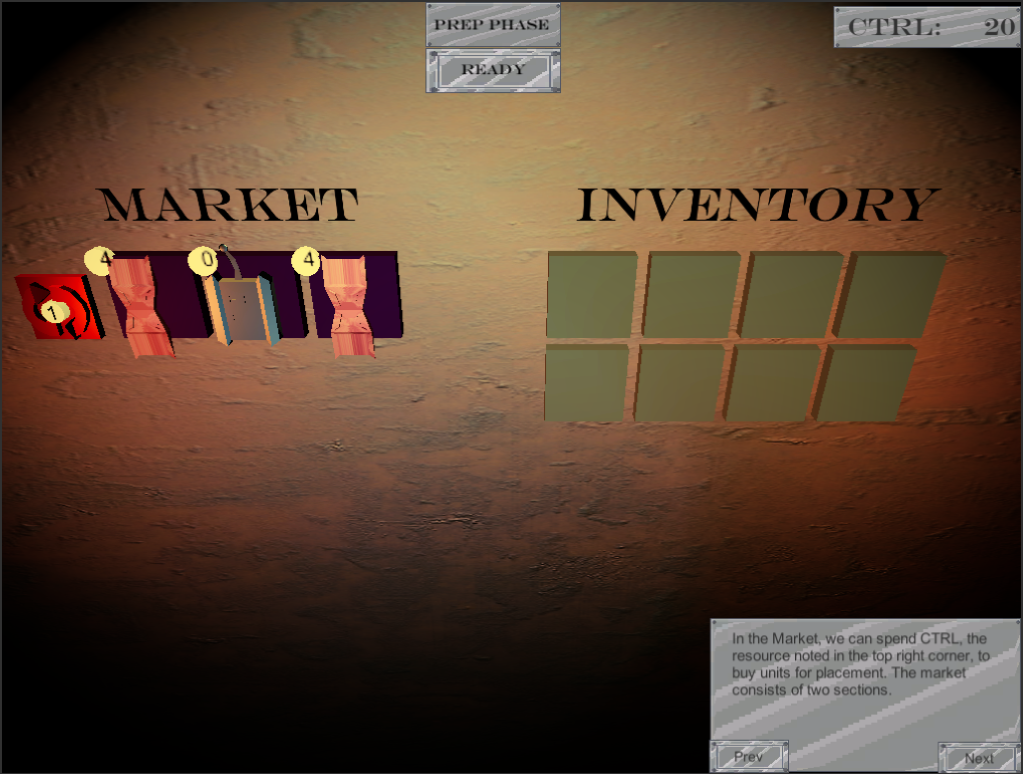 PREP PHASE
CTRL: 20
READY
MARKET
INVENTORY
4
0
4
1
In the Market, we can spend CTRL, the
resource noted in the top right corner, to
buy units for placement. The market
consists of two sections.
Prev
Next